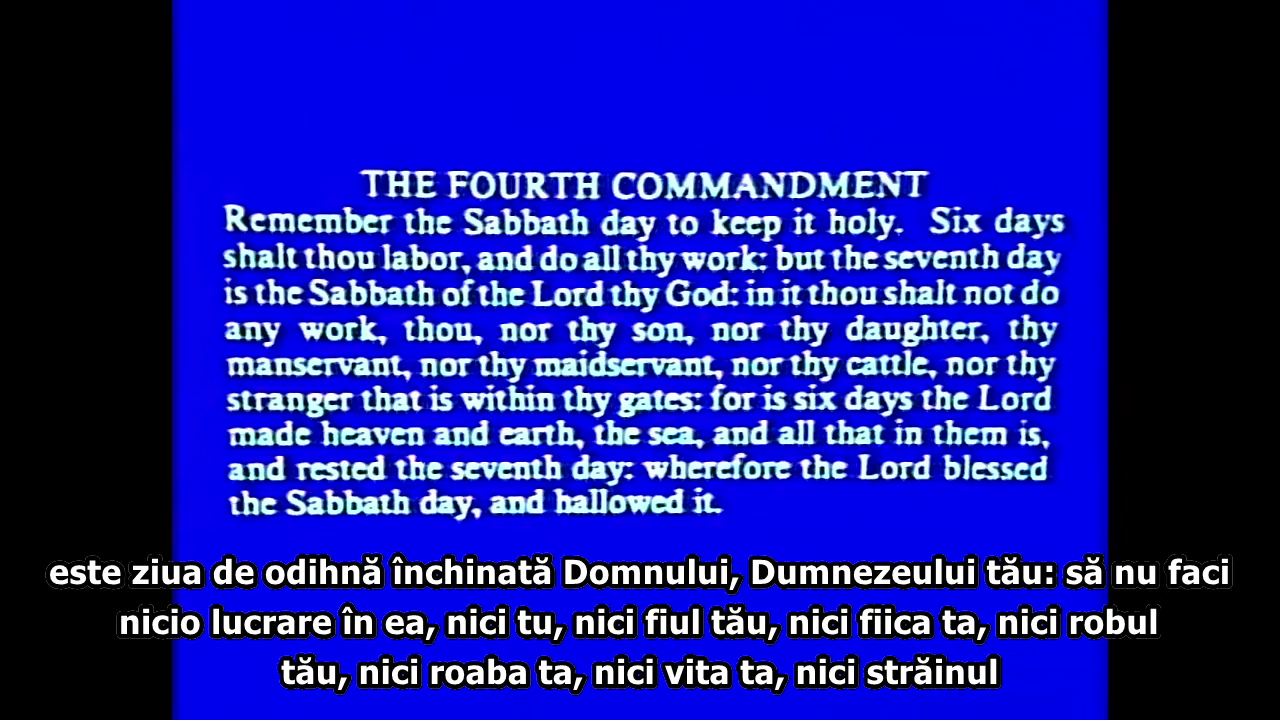 THE FOURTH COMMANDMENT
Remember the Sabbath day to keep it holy. Six days
shalt thou labor, and do all thy work: but the seventh day
is the Sabbath of the Lord thy God: in it thou shalt not do
any work, thou, nor thy son, nor thy daughter, thy
manservant, nor thy maidservant, nor thy cattle, nor thy
stranger that is within thy gates: for is six days the Lord
made heaven and earth, the sea, and all that in them is,
and rested the seventh day: wherefore the Lord blessed
the Sabbath day, and hallowed it.
este ziua de odihnă închinată Domnului, Dumnezeului tău: să nu faci
nicio lucrare în ea, nici tu, nici fiul tău, nici fiica ta, nici robul
tău, nici roaba ta, nici vita ta, nici străinul